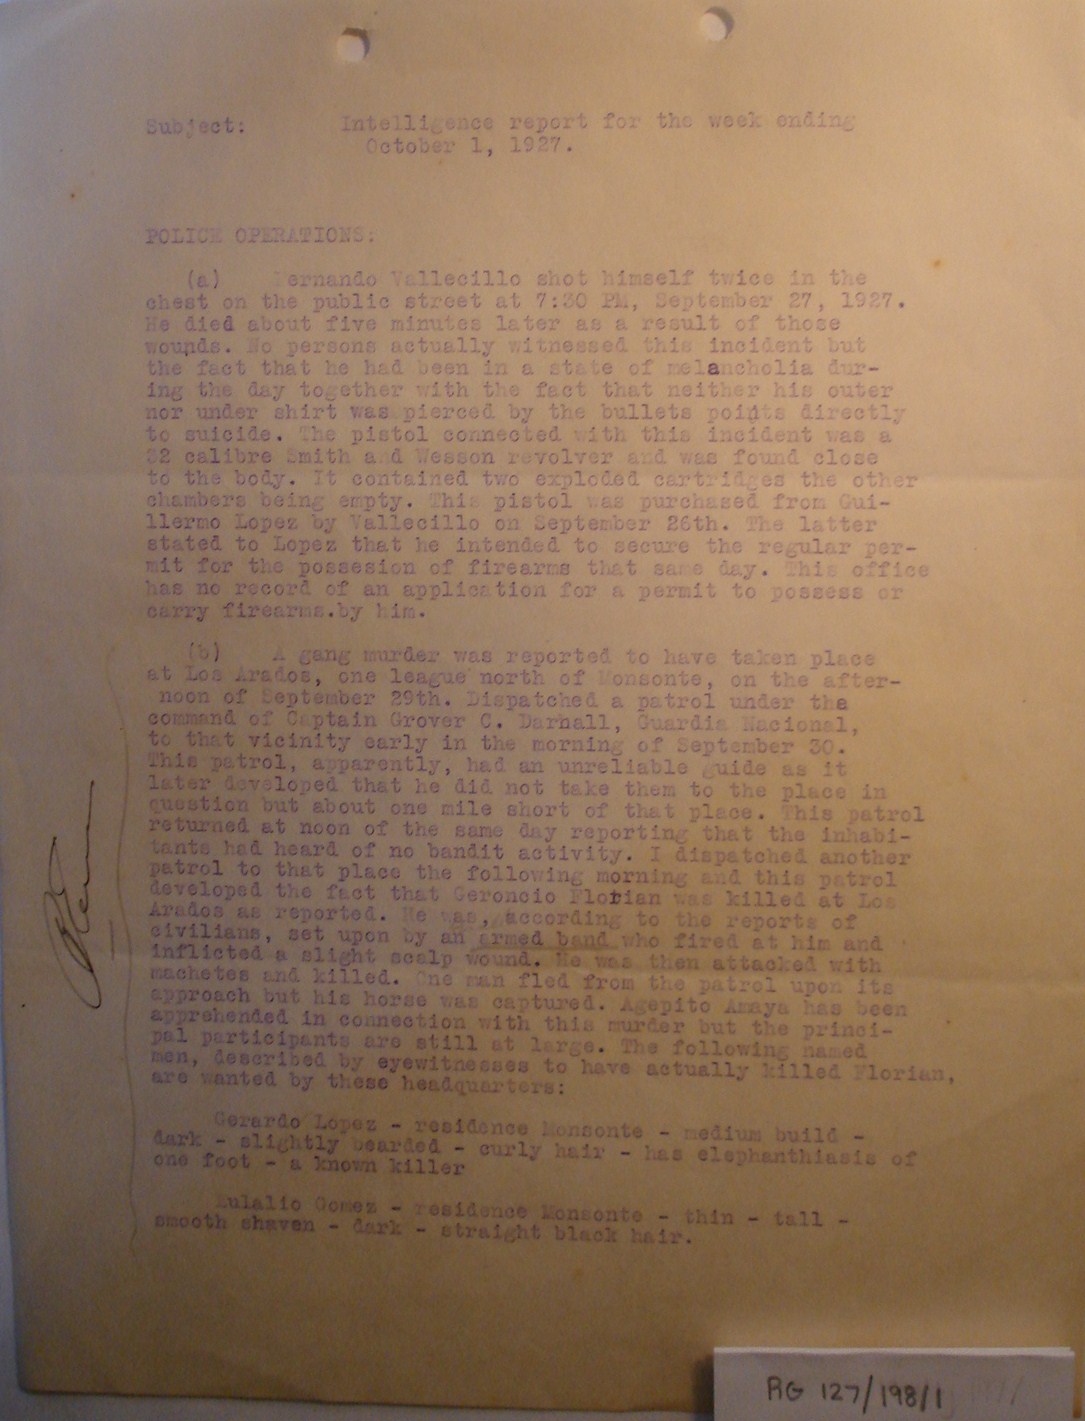 Subject: Intelligence report for the week ending
October 1, 1927.
POLICE OPERATIONS:
(a) Fernando Vallecillo shot himself twice in the
chest on the public street at 7:30 PM, September 27, 1927.
He died about five minutes later as a result of those
wounds. No persons actually witnessed this incident but
the fact that he had been in a state of melancholia dur-
ing the day together with the fact that neither his outer
nor under shirt was pierced by the bullets points directly
to suicide. The pistol connected with this incident was a
32 calibre Smith and Wesson revolver and was found close
to the body. It contained two exploded cartridges the other
chambers being empty. This pistol was purchased from Gui-
llermo Lopez by Vallecillo on September 26th. The latter
stated to Lopez that he intended to secure the regular per-
mit for the possesion of firearms that same day. This office
has no record of an application for a permit to possess or
carry firearms.by him.
(b) A gang murder was reported to have taken place
at Los Arados, one league north of Monsonte, on the after-
noon of September 29th. Dispatched a patrol under the
command of Captain Grover C. Darnall, Guardia Nacional,
to that vicinity early in the morning of September 30.
This patrol, apparently, had an unreliable guide as it
later developed that he did not take them to the place in
question but about one mile short of that place. This patrol
returned at noon of the same day reporting that the inhabi-
tants had heard of no bandit activity. I dispatched another
patrol to that place the following morning and this patrol
developed the fact that Geroncio Florian was killed at Los
Arados as reported. He was, according to the reports of
civilians, set upon by an armed band who fired at him and
inflicted a slight scalp wound. He was then attacked with
machetes and killed. One man fled from the patrol upon its
approach but his horse was captured. Agepito Amaya has been
apprehended in connection with this murder but the princi-
pal participants are still at large. The following named
men, described by eyewitnesses to have actually killed Florian,
are wanted by these headquarters:
Gerardo Lopez - residence Monsonte - medium build -
dark - slightly bearded - curly hair - has elephanthiasis of
one foot - a known killer
Eulalio Gomez - residence Monsonte - thin - tall -
smooth shaven - dark - straight black hair.
RG 127/198/1